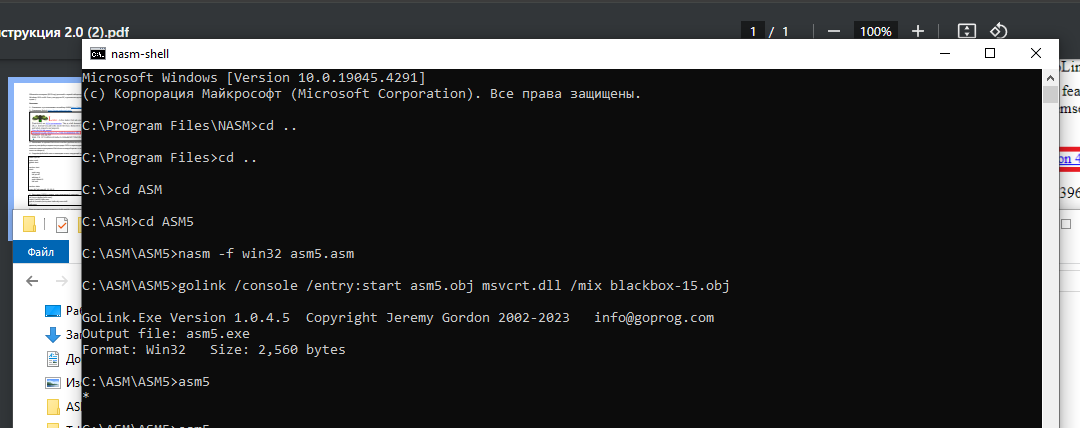 струкция 2.0 (2).pdf
1 / 1
100%
nasm-shell
Microsoft Windows [Version 10.0.19045.4291]
(c) Корпорация Майкрософт (Microsoft Corporation). Все права защищены.
C:\Program Files\NASM>cd ..
C:\Program Files>cd ..
C:\>cd ASM
C:\ASM>cd ASM5
C:\ASM\ASM5>nasm -f win32 asm5.asm
C:\ASM\ASM5>golink /console /entry:start asm5.obj msvcrt.dll /mix blackbox-15.obj
GoLink.Exe Version 1.0.4.5  Copyright Jeremy Gordon 2002-2023   info@goprog.com
Output file: asm5.exe
Format: Win32   Size: 2,560 bytes
C:\ASM\ASM5>asm5
*
C:\ASM\ASM5>asm5
Файл
Ра
За
До
Из
AS
oLin
fea
mso
on 4
396